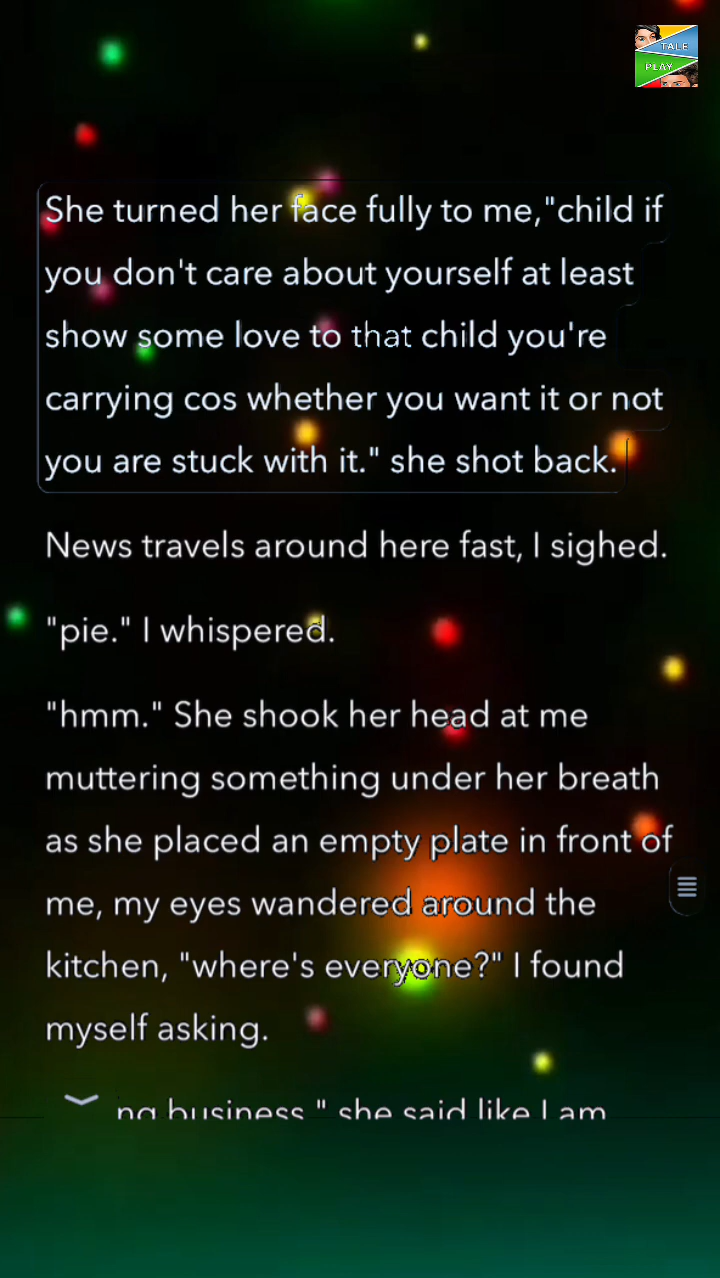 TALE
PLAY
She turned her face fully to me,"child if
you don't care about yourself at least
show some love to that child you're
carrying cos whether you want it or not
you are stuck with it." she shot back.
News travels around here fast, I sighed.
"pie." I whispered.
"hmm." She shook her head at me
muttering something under her breath
as she placed an empty plate in front of
me, my eyes wandered around the
kitchen, "where's everyone?" I found
myself asking.
ng business," she said like I am